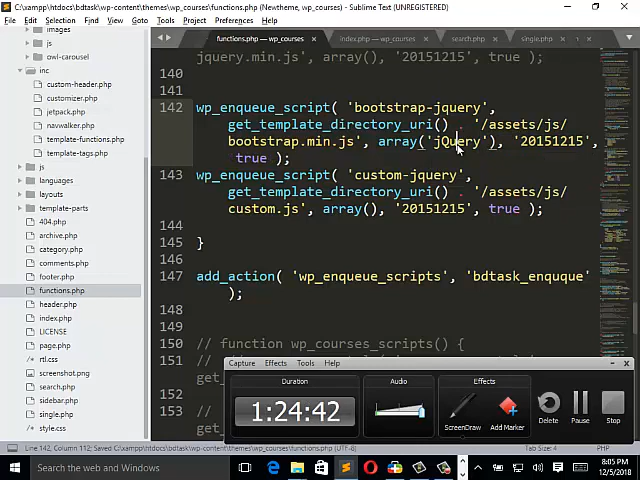 C:\xampp\htdocs\bdtask\wp-content\themes\wp_courses\functions.php (Newtheme, wp_courses) - Sublime Text (UNREGISTERED)
File Edit Selection Find View Goto Tools Project Preferences Help
images
js
owl-carousel
inc
custom-header.php
customizer.php
jetpack.php
navwalker.php
template-functions.php
template-tags.php
js
languages
layouts
template-parts
404.php
archive.php
category.php
comments.php
footer.php
functions.php
header.php
index.php
LICENSE
page.php
rtl.css
screenshot.png
search.php
sidebar.php
single.php
style.css
functions.php — wp_courses
index.php — wp_courses
search.php
single.php
jquery.min.js', array(), '20151215', true );
140
141
142 wp_enqueue_script( 'bootstrap-jquery',
get_template_directory_uri() . '/assets/js/
bootstrap.min.js', array('jQuery'), '20151215',
true );
143 wp_enqueue_script( 'custom-jquery',
get_template_directory_uri() . '/assets/js/
custom.js', array(), '20151215', true );
144
145 }
146
147 add_action( 'wp_enqueue_scripts', 'bdtask_enquque'
);
148
149
150 // function wp_courses_scripts() {
151 //
get_
152
153 //
get_
Capture Effects Tools Help
Duration
1:24:42
Audio
Effects
ScreenDraw
Add Marker
Delete
Pause
Stop
Line 142, Column 112; Saved C:\xampp\htdocs\bdtask\wp-content\themes\wp_courses\functions.php (UTF-8)
Tab Size: 4
PHP
Search the web and Windows
8:05 PM
12/5/2018